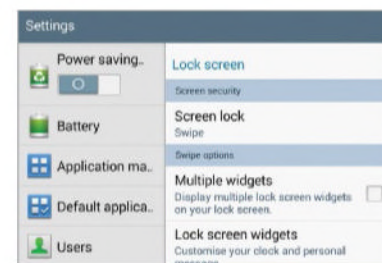 Settings
Power saving..
Battery
Application ma..
Default applica..
Users
Lock screen
Screen security
Screen lock
Swipe
Swipe options
Multiple widgets
Display multiple lock screen widgets
on your lock screen.
Lock screen widgets
Customise your clock and personal
message.